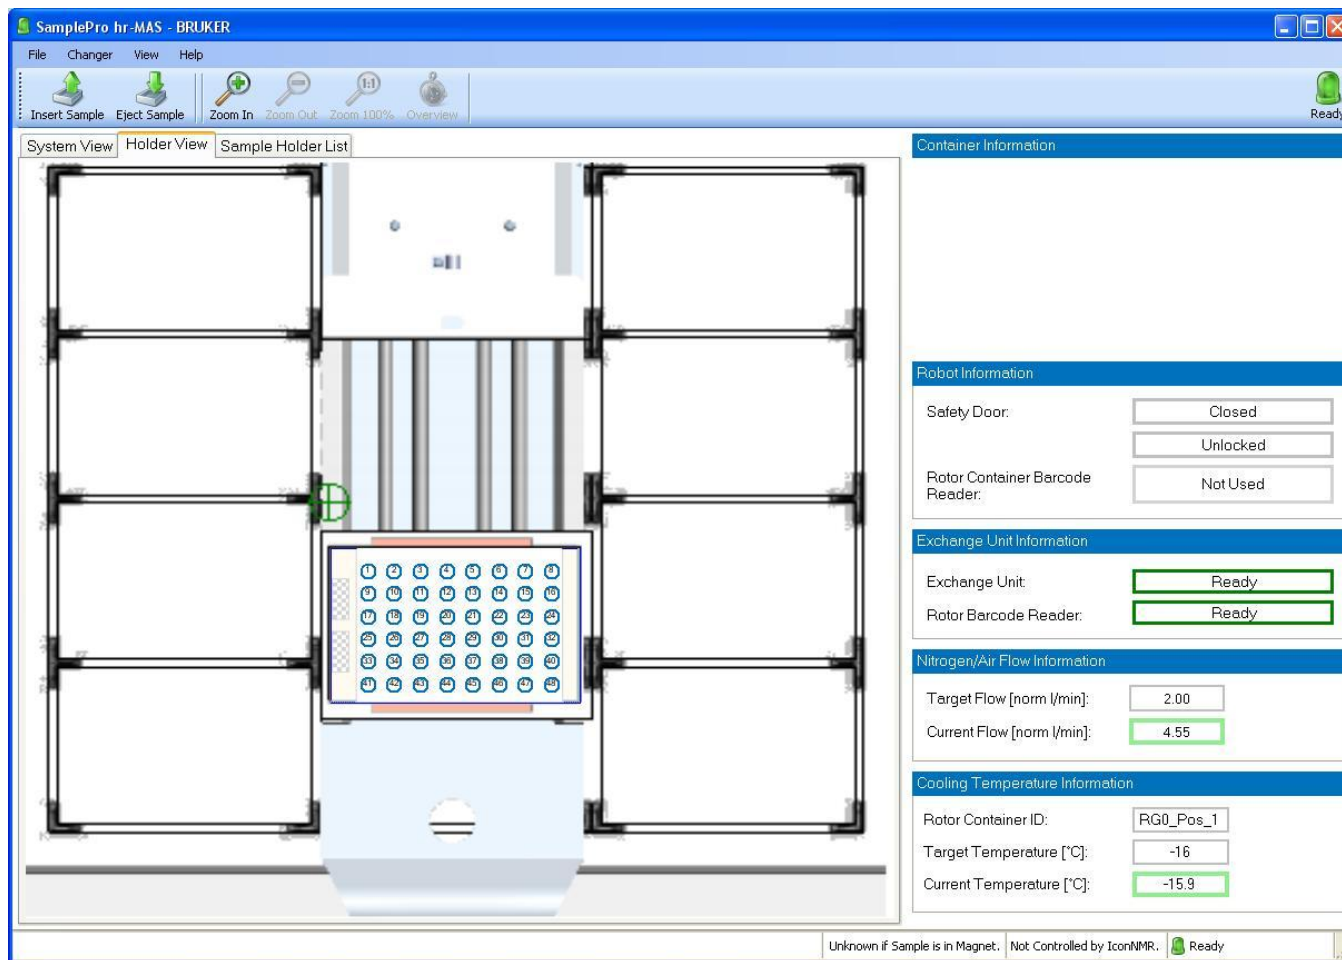 SamplePro hr-MAS - BRUKER
File Changer View Help
Insert Sample Eject Sample Zoom In Zoom Out Zoom 100% Overview Ready
System View Holder View Sample Holder List
Container Information
Robot Information
Safety Door: Closed
Unlocked
Rotor Container Barcode
Reader: Not Used
Exchange Unit Information
Exchange Unit: Ready
Rotor Barcode Reader: Ready
1 2 3 4 5 6 7 8
9 10 11 12 13 14 15 16
17 18 19 20 21 22 23 24
25 26 27 28 29 30 31 32
33 34 35 36 37 38 39 40
41 42 43 44 45 46 47 48
Nitrogen/Air Flow Information
Target Flow [norm l/min]: 2.00
Current Flow [norm l/min]: 4.55
Cooling Temperature Information
Rotor Container ID: RG0_Pos_1
Target Temperature [°C]: -16
Current Temperature [°C]: -15.9
Unknown if Sample is in Magnet. Not Controlled by IconNMR. Ready